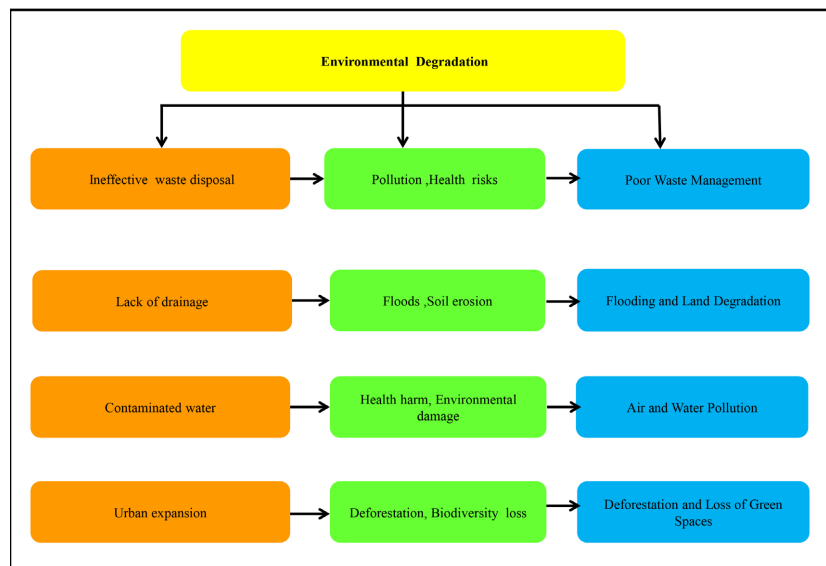 Environmental Degradation
Ineffective waste disposal
Pollution ,Health risks
Poor Waste Management
Lack of drainage
Floods ,Soil erosion
Flooding and Land Degradation
Contaminated water
Health harm, Environmental
damage
Air and Water Pollution
Urban expansion
Deforestation, Biodiversity loss
Deforestation and Loss of Green
Spaces